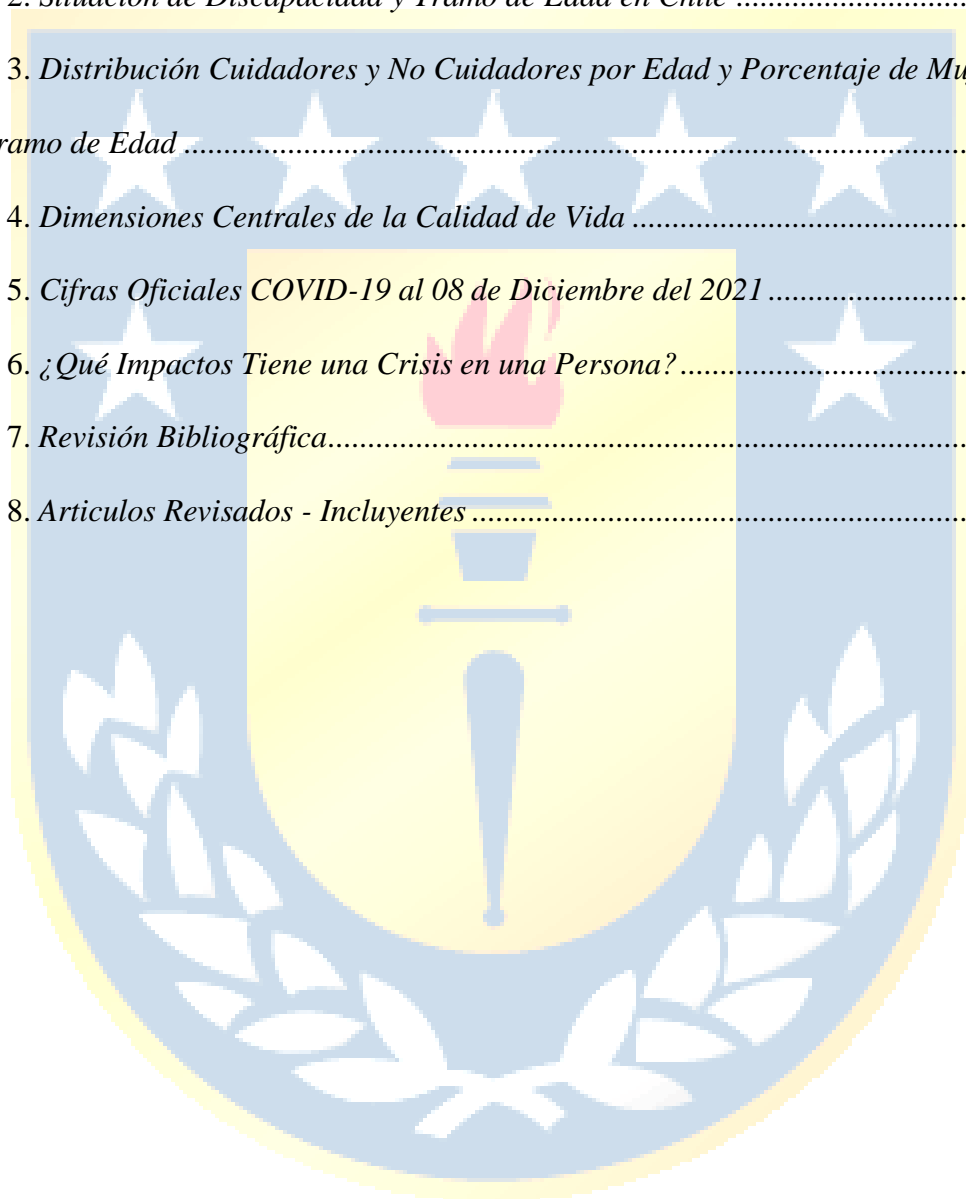 2. Situación de Discapacidad y Tramo de Edad en Chile ...............................
3. Distribución Cuidadores y No Cuidadores por Edad y Porcentaje de
ramo de Edad ........................................................................................................
4. Dimensiones Centrales de la Calidad de Vida ............................................
5. Cifras Oficiales COVID-19 al 08 de Diciembre del 2021 ..........................
6. ¿Qué Impactos Tiene una Crisis en una Persona? ......................................
7. Revisión Bibliográfica....................................................................................
8. Articulos Revisados - Incluyentes .................................................................